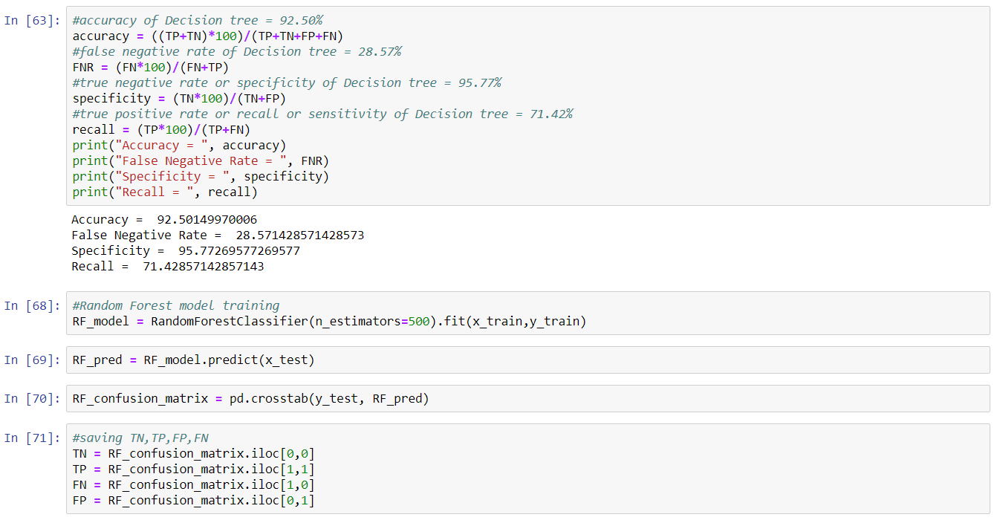 In [63]: #accuracy of Decision tree = 92.50%
accuracy = ((TP+TN)*100)/(TP+TN+FP+FN)
#false negative rate of Decision tree = 28.57%
FNR = (FN*100)/(FN+TP)
#true negative rate or specificity of Decision tree = 95.77%
specificity = (TN*100)/(TN+FP)
#true positive rate or recall or sensitivity of Decision tree = 71.42%
recall = (TP*100)/(TP+FN)
print("Accuracy = ", accuracy)
print("False Negative Rate = ", FNR)
print("Specificity = ", specificity)
print("Recall = ", recall)
Accuracy =  92.50149970006
False Negative Rate =  28.571428571428573
Specificity =  95.77269577269577
Recall =  71.42857142857143
In [68]: #Random Forest model training
RF_model = RandomForestClassifier(n_estimators=500).fit(x_train,y_train)
In [69]: RF_pred = RF_model.predict(x_test)
In [70]: RF_confusion_matrix = pd.crosstab(y_test, RF_pred)
In [71]: #saving TN,TP,FP,FN
TN = RF_confusion_matrix.iloc[0,0]
TP = RF_confusion_matrix.iloc[1,1]
FN = RF_confusion_matrix.iloc[1,0]
FP = RF_confusion_matrix.iloc[0,1]